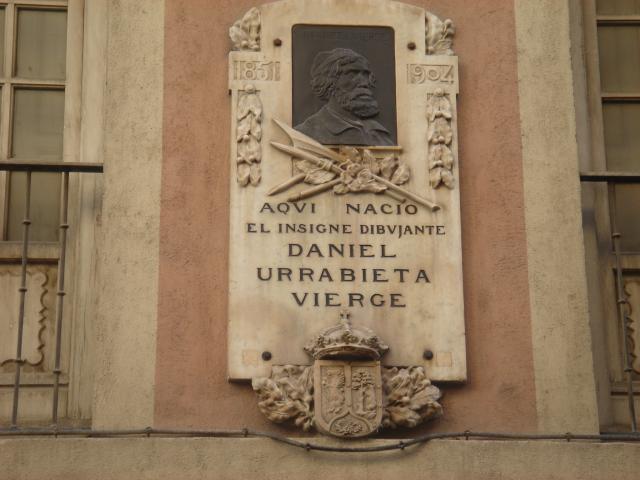 1851 1904
AQVI NACIO
EL INSIGNE DIBVJANTE
DANIEL
URRABIETA
VIERGE